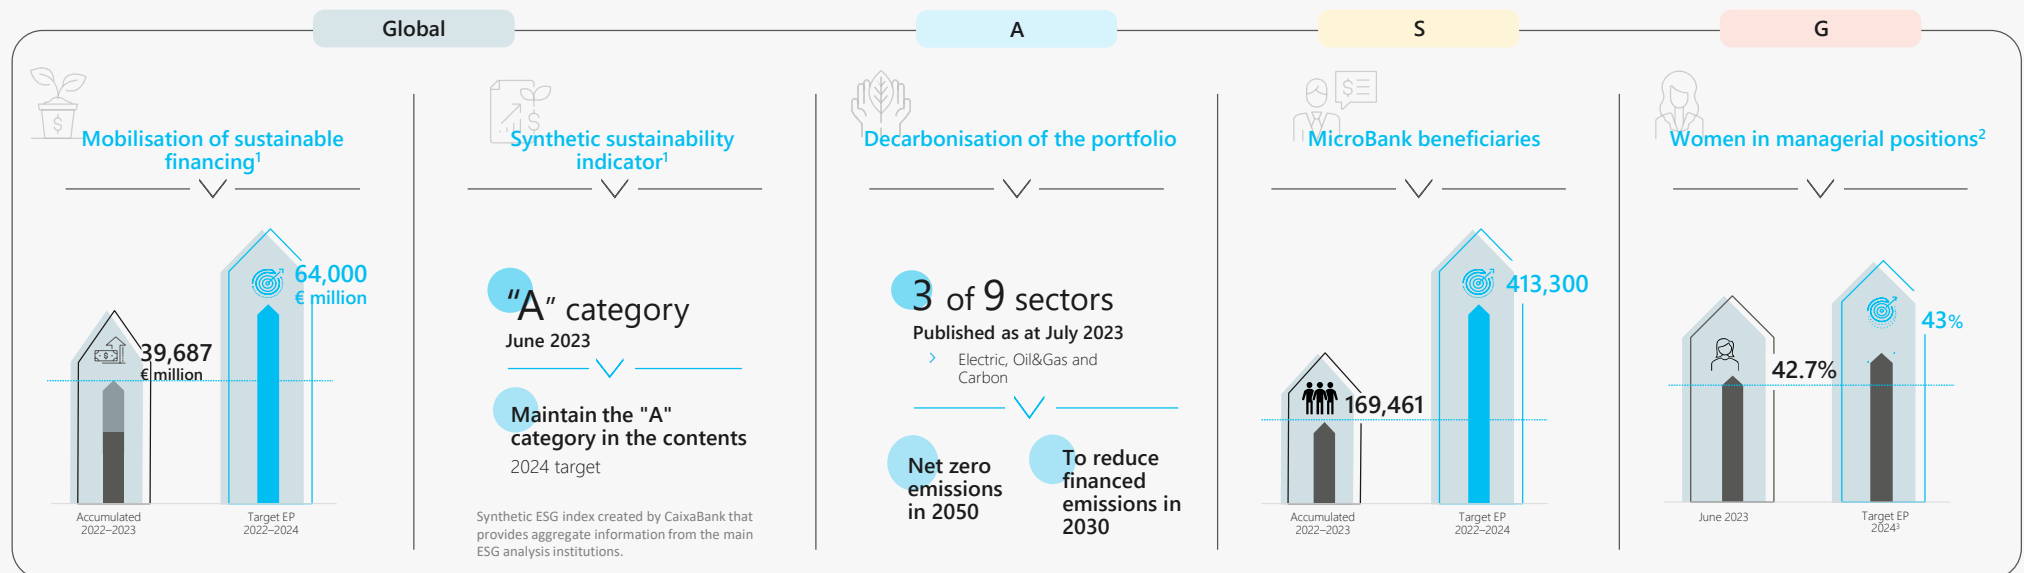 Global
A
S
G
Mobilisation of sustainable
financing1
39,687
€ million
64,000
€ million
Accumulated
2022–2023
Target EP
2022–2024
Synthetic sustainability
indicator1
"A" category
June 2023
Maintain the "A"
category in the contents
2024 target
Synthetic ESG index created by CaixaBank that
provides aggregate information from the main
ESG analysis institutions.
Decarbonisation of the portfolio
3 of 9 sectors
Published as at July 2023
Electric, Oil&Gas and
Carbon
Net zero
emissions
in 2050
To reduce
financed
emissions in
2030
MicroBank beneficiaries
169,461
413,300
Accumulated
2022–2023
Target EP
2022–2024
Women in managerial positions2
42.7%
43%
June 2023
Target EP
20243